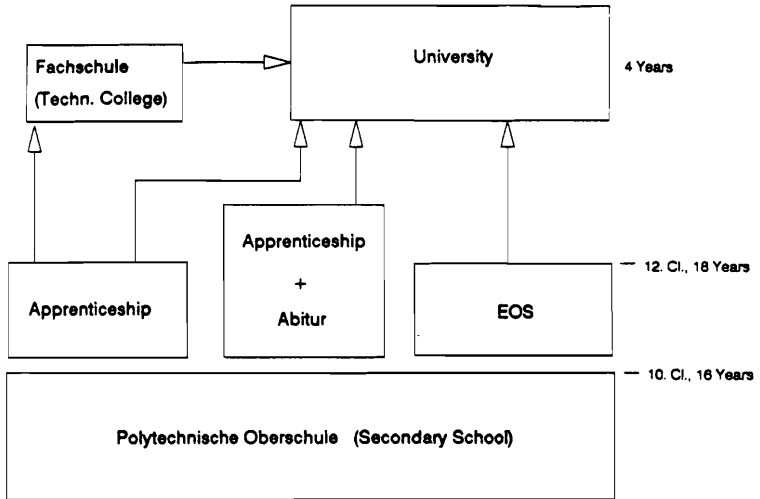 University
Fachschule
(Techn. College)
4 Years
Apprenticeship
+
Abitur
12. Cl., 18 Years
Apprenticeship
EOS
10. Cl., 16 Years
Polytechnische Oberschule (Secondary School)